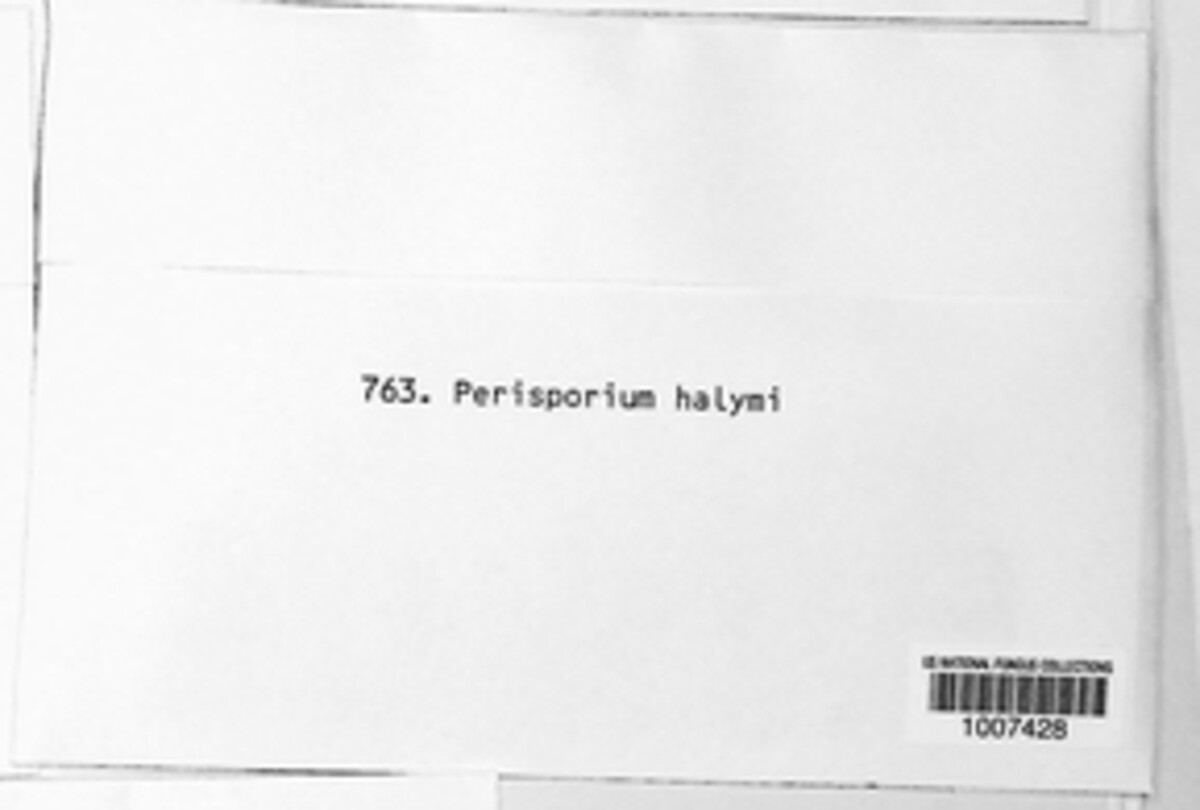 763. Perisporium halymi
US NATIONAL FUNGUS COLLECTIONS
1007428